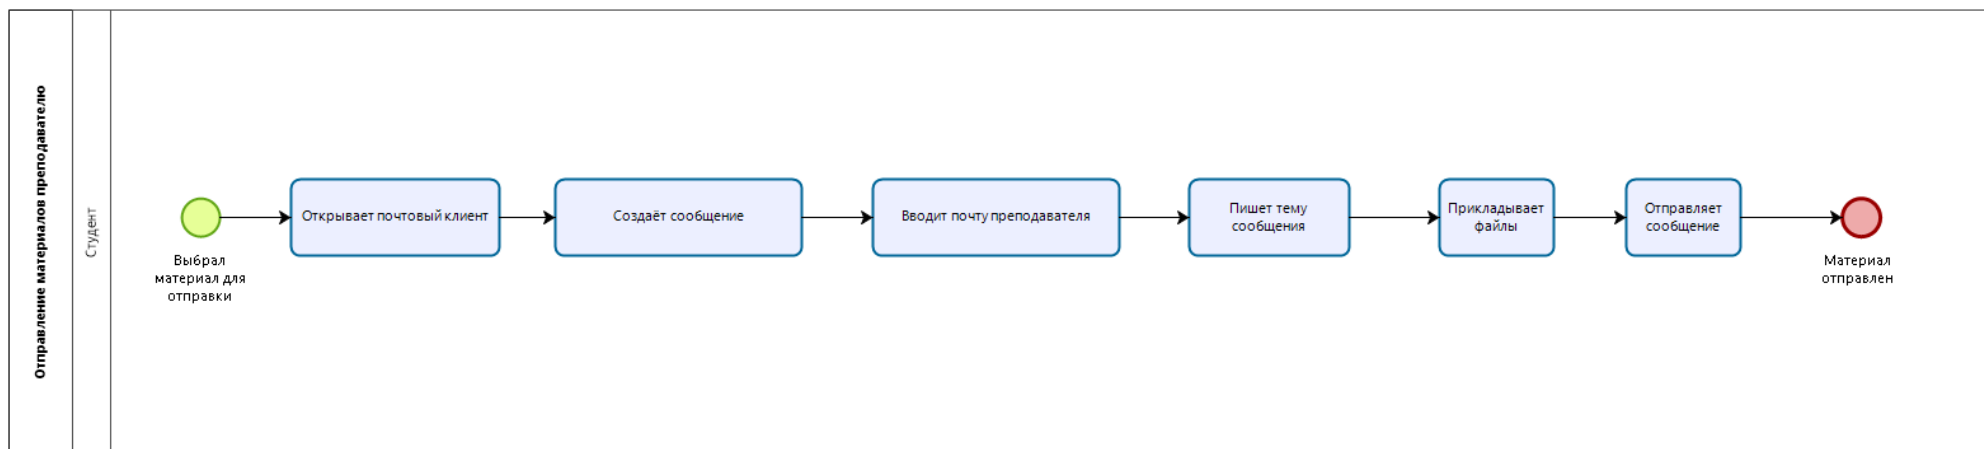 Отправление материалов преподавателю
Студент
Выбрал
материал для
отправки
Открывает почтовый клиент
Создаёт сообщение
Вводит почту преподавателя
Пишет тему
сообщения
Прикладывает
файлы
Отправляет
сообщение
Материал
отправлен